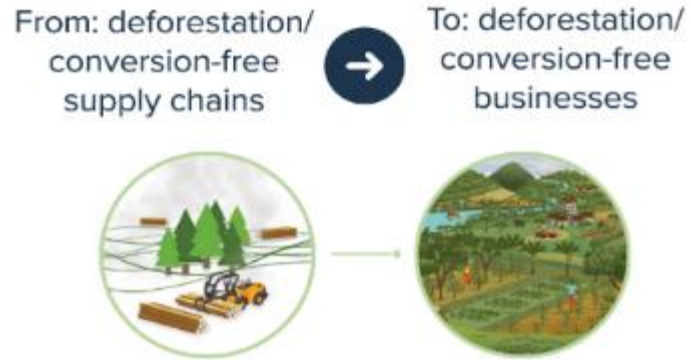 From: deforestation/
conversion-free
supply chains
To: deforestation/
conversion-free
businesses